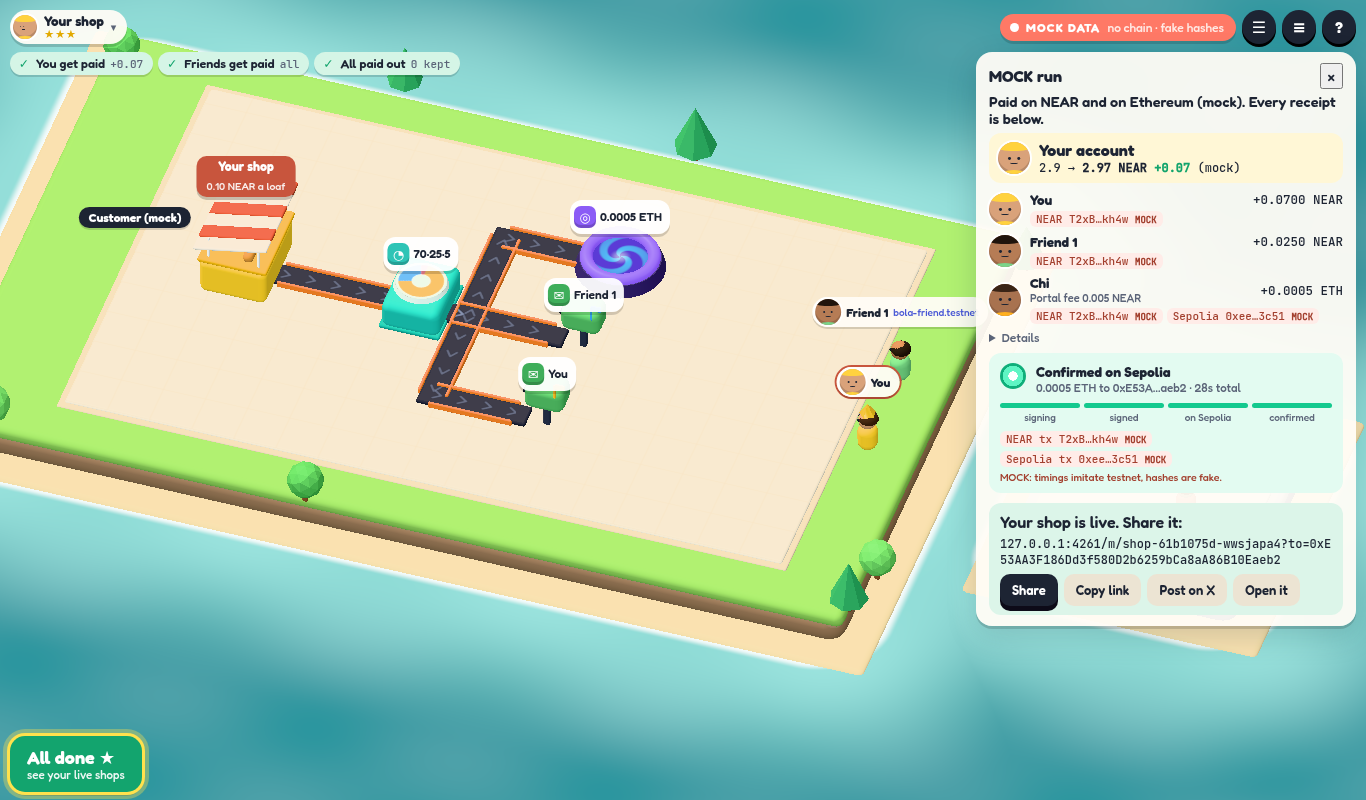 Your shop
★★★
▾
MOCK DATA no chain · fake hashes
☰
≡
?
✓ You get paid +0.07
✓ Friends get paid all
✓ All paid out 0 kept
Your shop
0.10 NEAR a loaf
Customer (mock)
0.0005 ETH
70·25·5
Friend 1
You
Friend 1 bola-friend.testne
You
MOCK run
×
Paid on NEAR and on Ethereum (mock). Every receipt
is below.
Your account
2.9 → 2.97 NEAR +0.07 (mock)
You
+0.0700 NEAR
NEAR T2xB…kh4w MOCK
Friend 1
+0.0250 NEAR
NEAR T2xB…kh4w MOCK
Chi
Portal fee 0.005 NEAR
+0.0005 ETH
NEAR T2xB…kh4w MOCK Sepolia 0xee…3c51 MOCK
▶ Details
Confirmed on Sepolia
0.0005 ETH to 0xE53A…aeb2 · 28s total
signing signed on Sepolia confirmed
NEAR tx T2xB…kh4w MOCK
Sepolia tx 0xee…3c51 MOCK
MOCK: timings imitate testnet, hashes are fake.
Your shop is live. Share it:
127.0.0.1:4261/m/shop-61b1075d-wwsjapa4?to=0xE
53AA3F186Dd3f580D2b6259bCa8aA86B10Eaeb2
Share Copy link Post on X Open it
All done ★
see your live shops